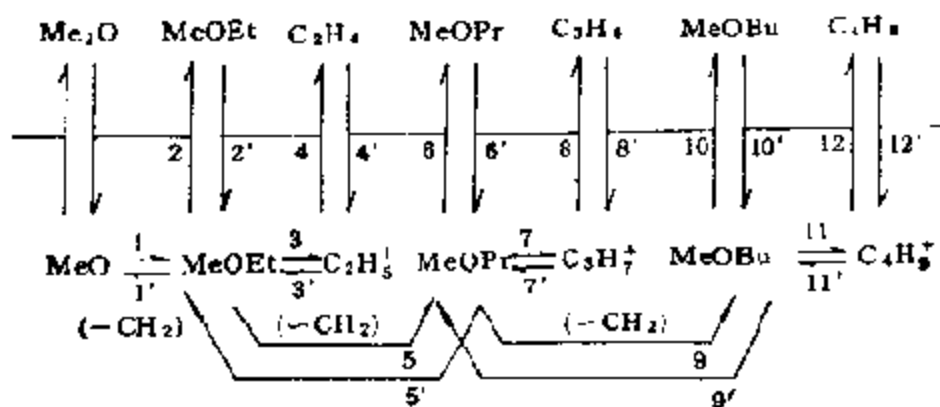 Me₂O McOEt C₂H₄ MeOPr C₃H₆ MeOBu C₄H₈
2 2' 4 4' 6 6' 8 8' 10 10' 12 12'
1 3 7 11
MeO MeOEt C₂H₅⁺ MeOPr C₃H₇⁺ MeOBu C₄H₉⁺
1' 3' 7' 11'
(-CH₂) (-CH₂) (-CH₂)
5 9
5' 9'